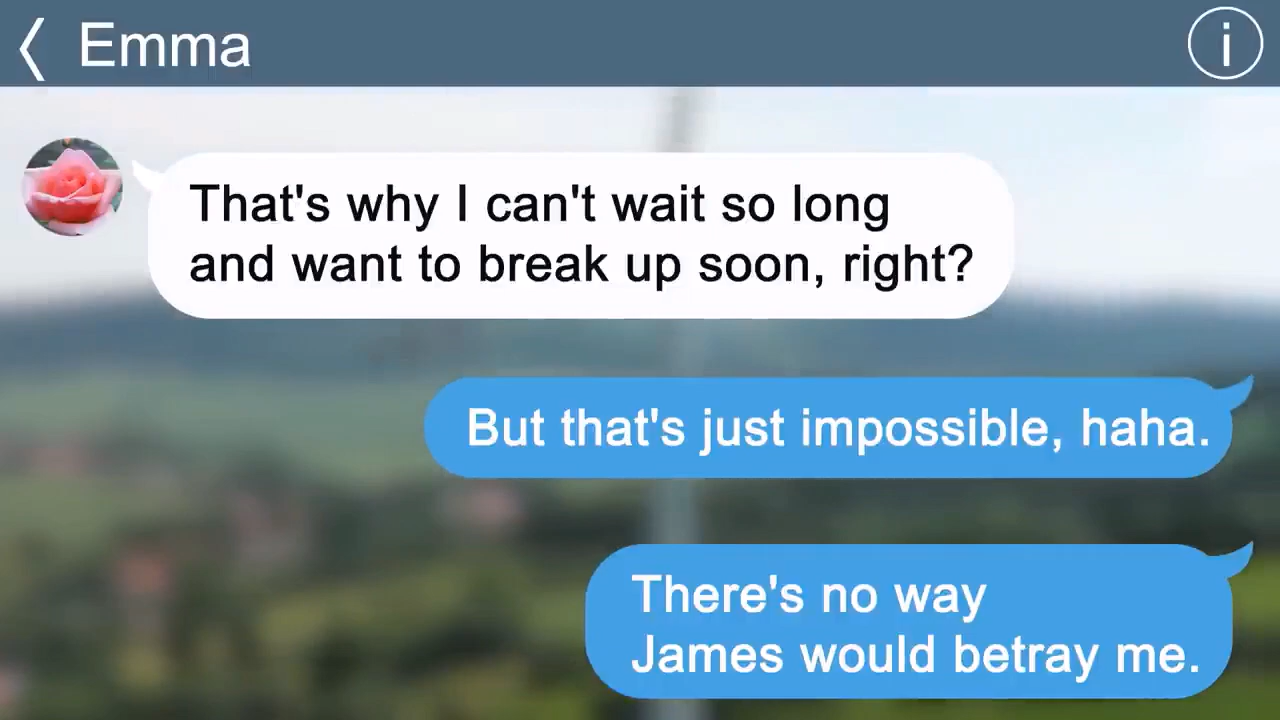 Emma
That's why I can't wait so long
and want to break up soon, right?
But that's just impossible, haha.
There's no way
James would betray me.